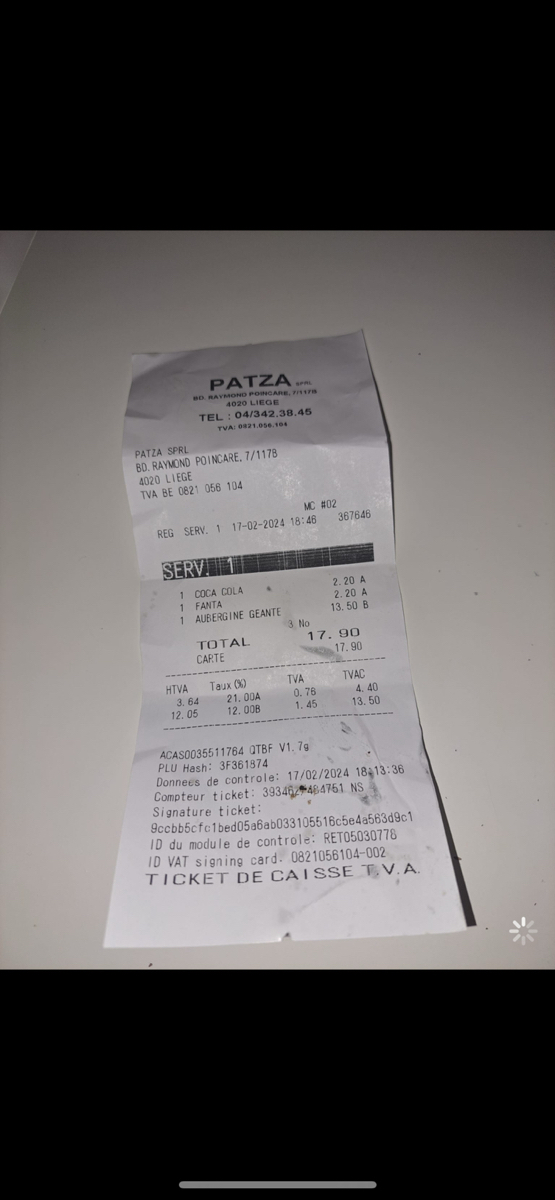 PATZA SPRL
BD. RAYMOND POINCARE, 7/117B
4020 LIEGE
TEL : 04/342.38.45
TVA: 0821.056.104
PATZA SPRL
BD. RAYMOND POINCARE, 7/117B
4020 LIEGE
TVA BE 0821 056 104
MC #02
REG SERV. 1 17-02-2024 18:46 367646
SERV. 1
1 COCA COLA 2.20 A
1 FANTA 2.20 A
1 AUBERGINE GEANTE 13.50 B
3 No
TOTAL 17.90
CARTE 17.90
HTVA Taux (%) TVA TVAC
3.64 21.00A 0.76 4.40
12.05 12.00B 1.45 13.50
ACAS0035511764 QTBF V1.7g
PLU Hash: 3F361874
Donnees de controle: 17/02/2024 18:13:36
Compteur ticket: NS
Signature ticket:
9ccbb5cfc1bed05a6ab033105516c5e4a563d9c1
ID du module de controle: RET05030778
ID VAT signing card: 0821056104-002
TICKET DE CAISSE T.V.A.